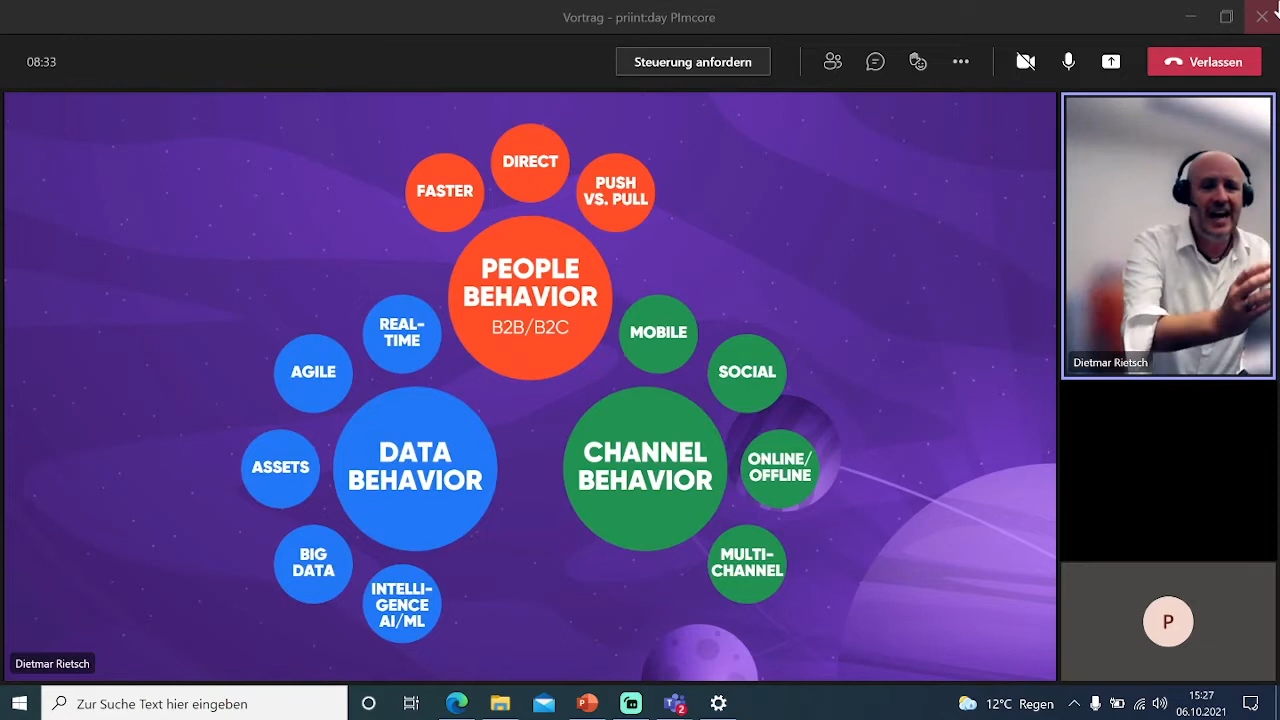 Vortrag - priint:day PImcore
08:33
Steuerung anfordern
Verlassen
DIRECT
FASTER
PUSH
VS. PULL
PEOPLE
BEHAVIOR
B2B/B2C
REAL-
TIME
AGILE
ASSETS
DATA
BEHAVIOR
BIG
DATA
INTELLI-
GENCE
AI/ML
MOBILE
SOCIAL
CHANNEL
BEHAVIOR
ONLINE/
OFFLINE
MULTI-
CHANNEL
Dietmar Rietsch
Dietmar Rietsch
P
Zur Suche Text hier eingeben
P
2
12°C Regen
15:27
06.10.2021